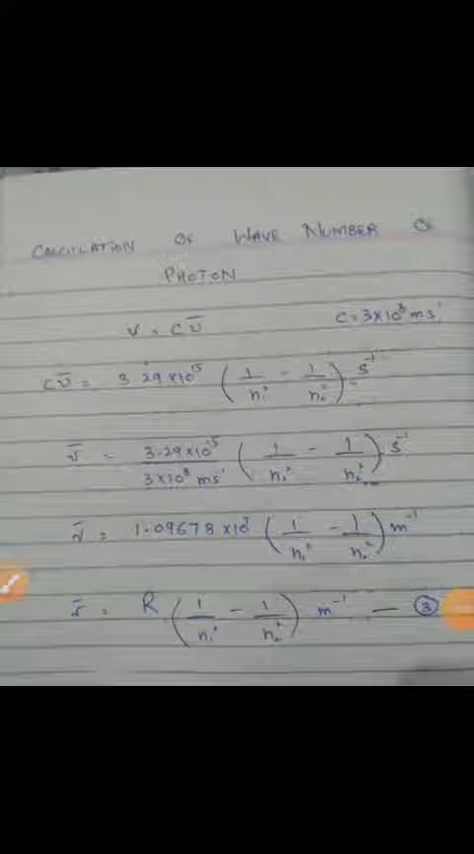 CALCULATION OF WAVE NUMBER OF
PHOTON
ν = c ν̄ C = 3×10⁸ ms⁻¹
cν̄ = 3.29×10¹⁵ (1/n₁² − 1/n₂²) s⁻¹
ν̄ = 3.29×10¹⁵ / 3×10⁸ ms⁻¹ (1/n₁² − 1/n₂²) s⁻¹
ν̄ = 1.09678×10⁷ (1/n₁² − 1/n₂²) m⁻¹
ν̄ = R (1/n₁² − 1/n₂²) m⁻¹ — ③